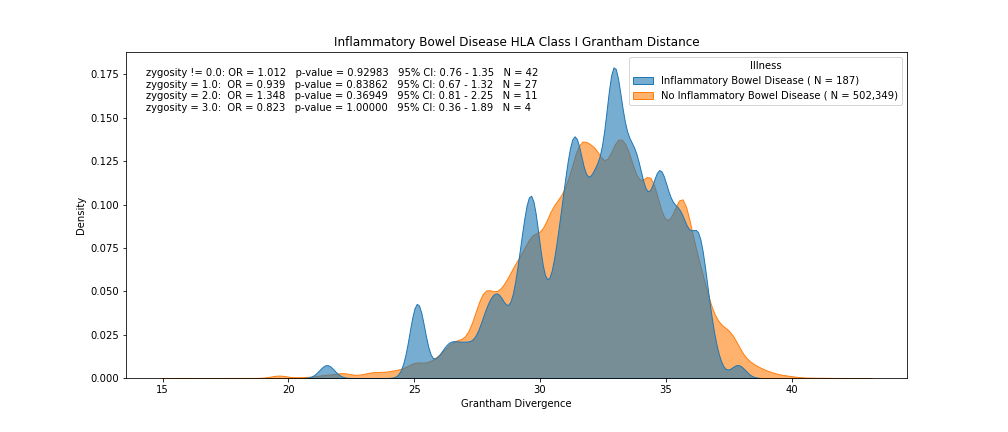 Inflammatory Bowel Disease HLA Class I Grantham Distance
zygosity != 0.0: OR = 1.012   p-value = 0.92983   95% CI: 0.76 - 1.35   N = 42
zygosity = 1.0:  OR = 0.939   p-value = 0.83862   95% CI: 0.67 - 1.32   N = 27
zygosity = 2.0:  OR = 1.348   p-value = 0.36949   95% CI: 0.81 - 2.25   N = 11
zygosity = 3.0:  OR = 0.823   p-value = 1.00000   95% CI: 0.36 - 1.89   N = 4
Illness
Inflammatory Bowel Disease ( N = 187)
No Inflammatory Bowel Disease ( N = 502,349)
Density
0.175
0.150
0.125
0.100
0.075
0.050
0.025
0.000
15 20 25 30 35 40
Grantham Divergence